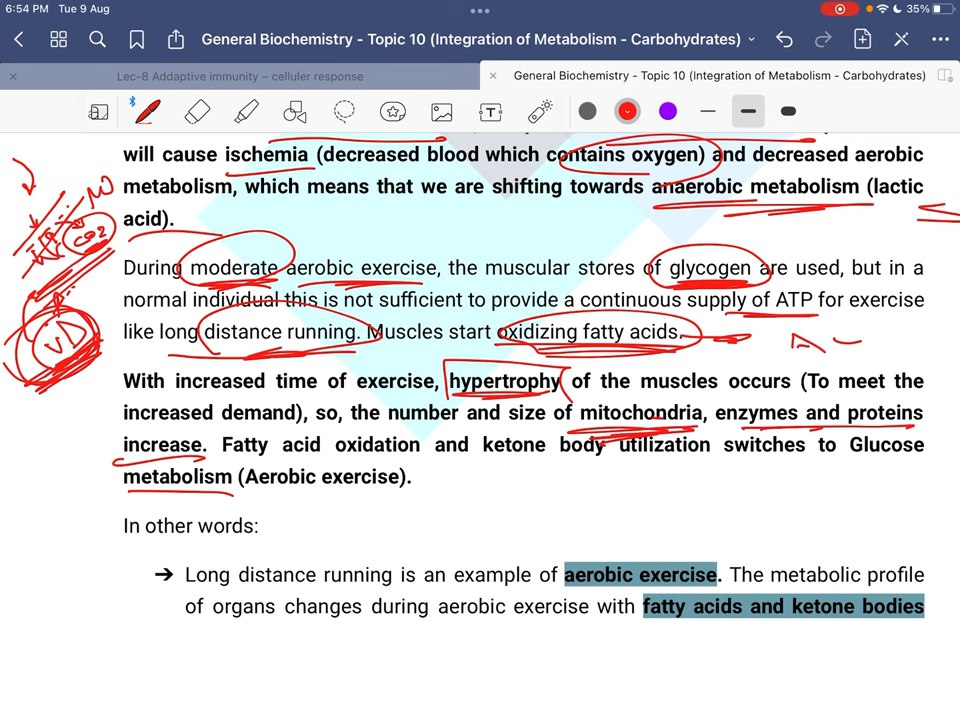 6:54 PM Tue 9 Aug
35%
General Biochemistry - Topic 10 (Integration of Metabolism - Carbohydrates)
Lec-8 Addaptive immunity – celluler response
General Biochemistry - Topic 10 (Integration of Metabolism - Carbohydrates)
will cause ischemia (decreased blood which contains oxygen) and decreased aerobic
metabolism, which means that we are shifting towards anaerobic metabolism (lactic
acid).
NO
CO2
VD
During moderate aerobic exercise, the muscular stores of glycogen are used, but in a
normal individual this is not sufficient to provide a continuous supply of ATP for exercise
like long distance running. Muscles start oxidizing fatty acids.
With increased time of exercise, hypertrophy of the muscles occurs (To meet the
increased demand), so, the number and size of mitochondria, enzymes and proteins
increase. Fatty acid oxidation and ketone body utilization switches to Glucose
metabolism (Aerobic exercise).
In other words:
➔ Long distance running is an example of aerobic exercise. The metabolic profile
of organs changes during aerobic exercise with fatty acids and ketone bodies